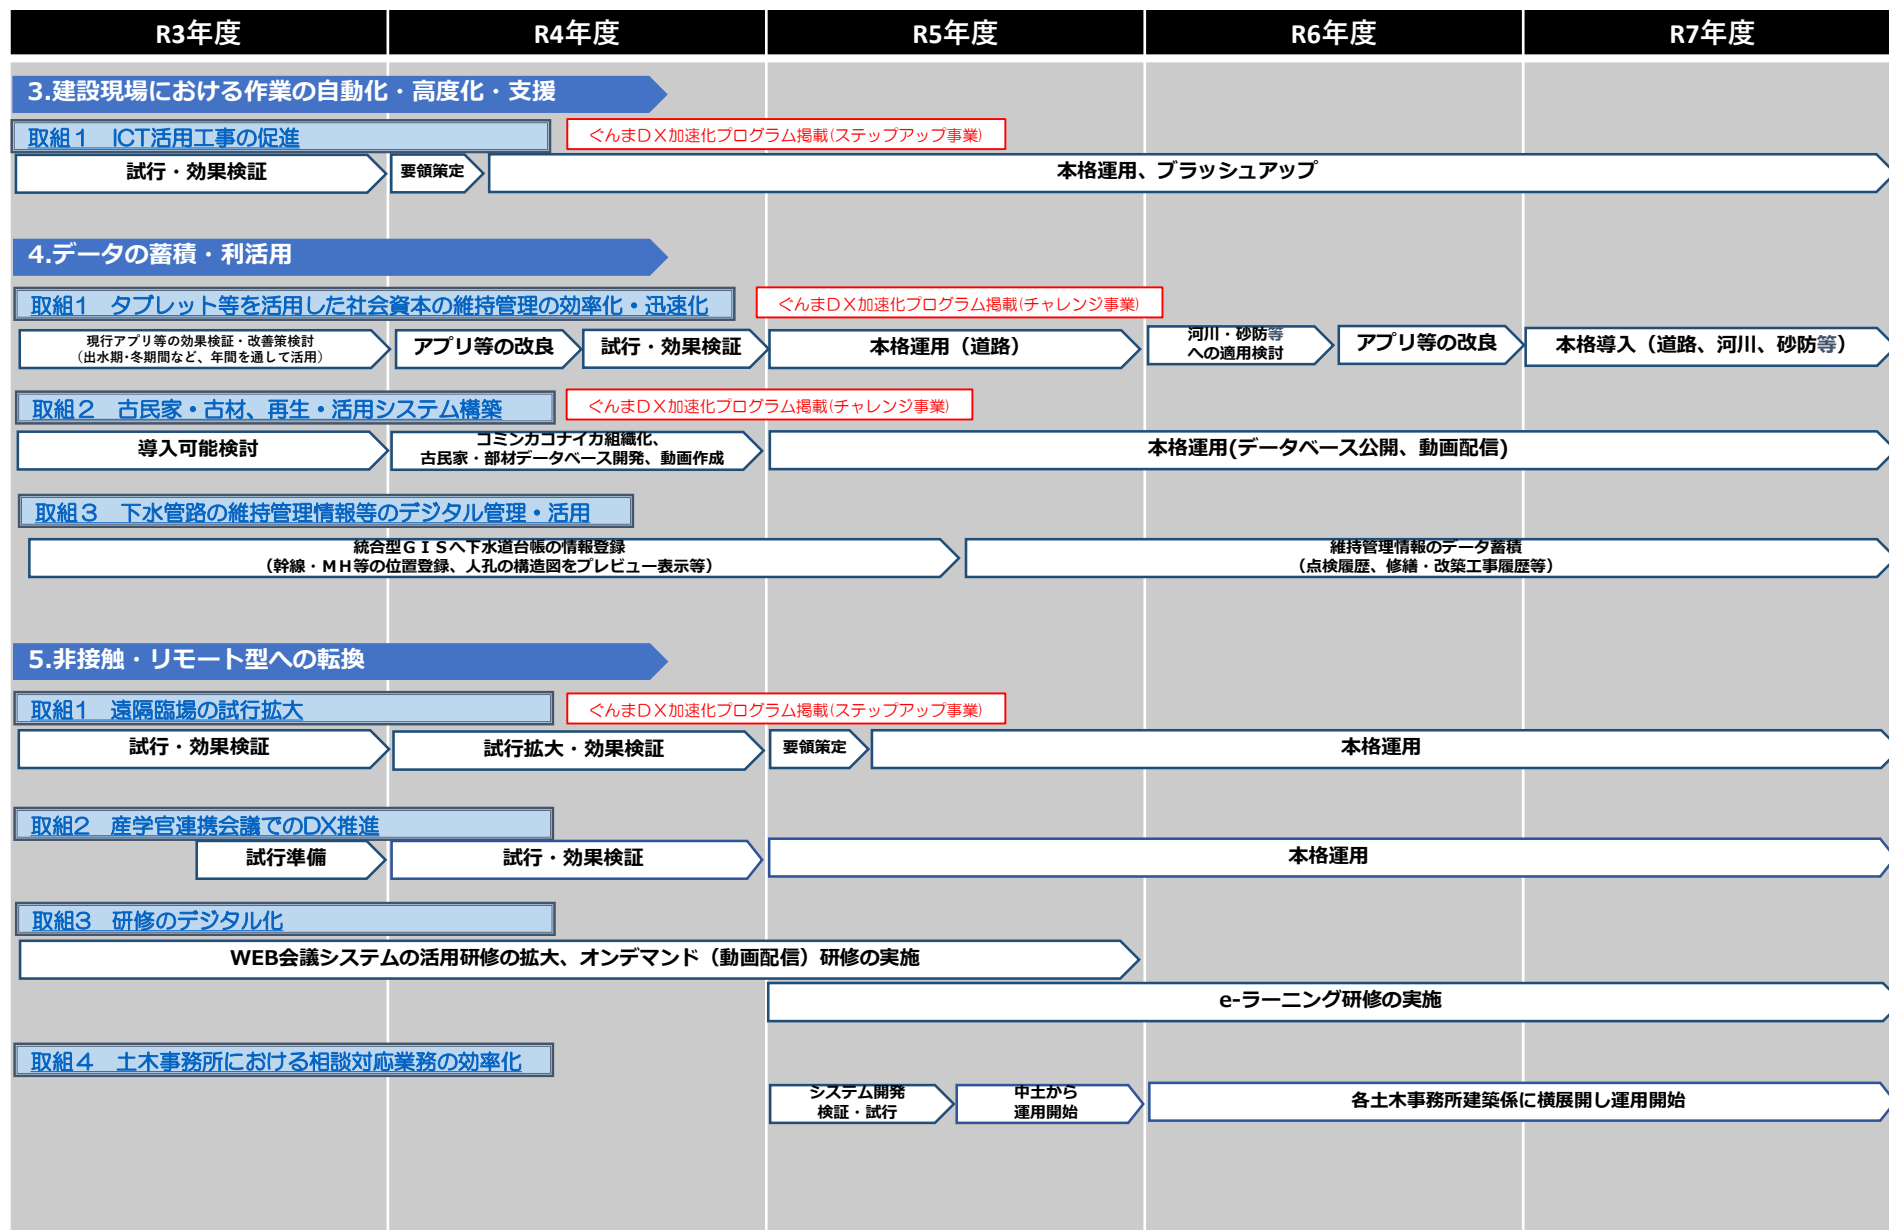 R3年度 R4年度 R5年度 R6年度 R7年度
3.建設現場における作業の自動化・高度化・支援
取組１　ICT活用工事の促進
ぐんまＤＸ加速化プログラム掲載(ステップアップ事業)
試行・効果検証
要領策定
本格運用、ブラッシュアップ
4.データの蓄積・利活用
取組1　タブレット等を活用した社会資本の維持管理の効率化・迅速化
ぐんまＤＸ加速化プログラム掲載(チャレンジ事業)
現行アプリ等の効果検証・改善策検討
（出水期･冬期間など、年間を通して活用）
アプリ等の改良
試行・効果検証
本格運用（道路）
河川・砂防等
への適用検討
アプリ等の改良
本格導入（道路、河川、砂防等）
取組２　古民家・古材、再生・活用システム構築
ぐんまＤＸ加速化プログラム掲載(チャレンジ事業)
導入可能検討
コミンカコナイカ組織化、
古民家・部材データベース開発、動画作成
本格運用(データベース公開、動画配信)
取組３　下水管路の維持管理情報等のデジタル管理・活用
統合型ＧＩＳへ下水道台帳の情報登録
（幹線・ＭＨ等の位置登録、人孔の構造図をプレビュー表示等）
維持管理情報のデータ蓄積
（点検履歴、修繕・改築工事履歴等）
5.非接触・リモート型への転換
取組1　遠隔臨場の試行拡大
ぐんまＤＸ加速化プログラム掲載(ステップアップ事業)
試行・効果検証
試行拡大・効果検証
要領策定
本格運用
取組2　産学官連携会議でのDX推進
試行準備
試行・効果検証
本格運用
取組3　研修のデジタル化
WEB会議システムの活用研修の拡大、オンデマンド（動画配信）研修の実施
e-ラーニング研修の実施
取組４　土木事務所における相談対応業務の効率化
システム開発
検証・試行
中土から
運用開始
各土木事務所建築係に横展開し運用開始